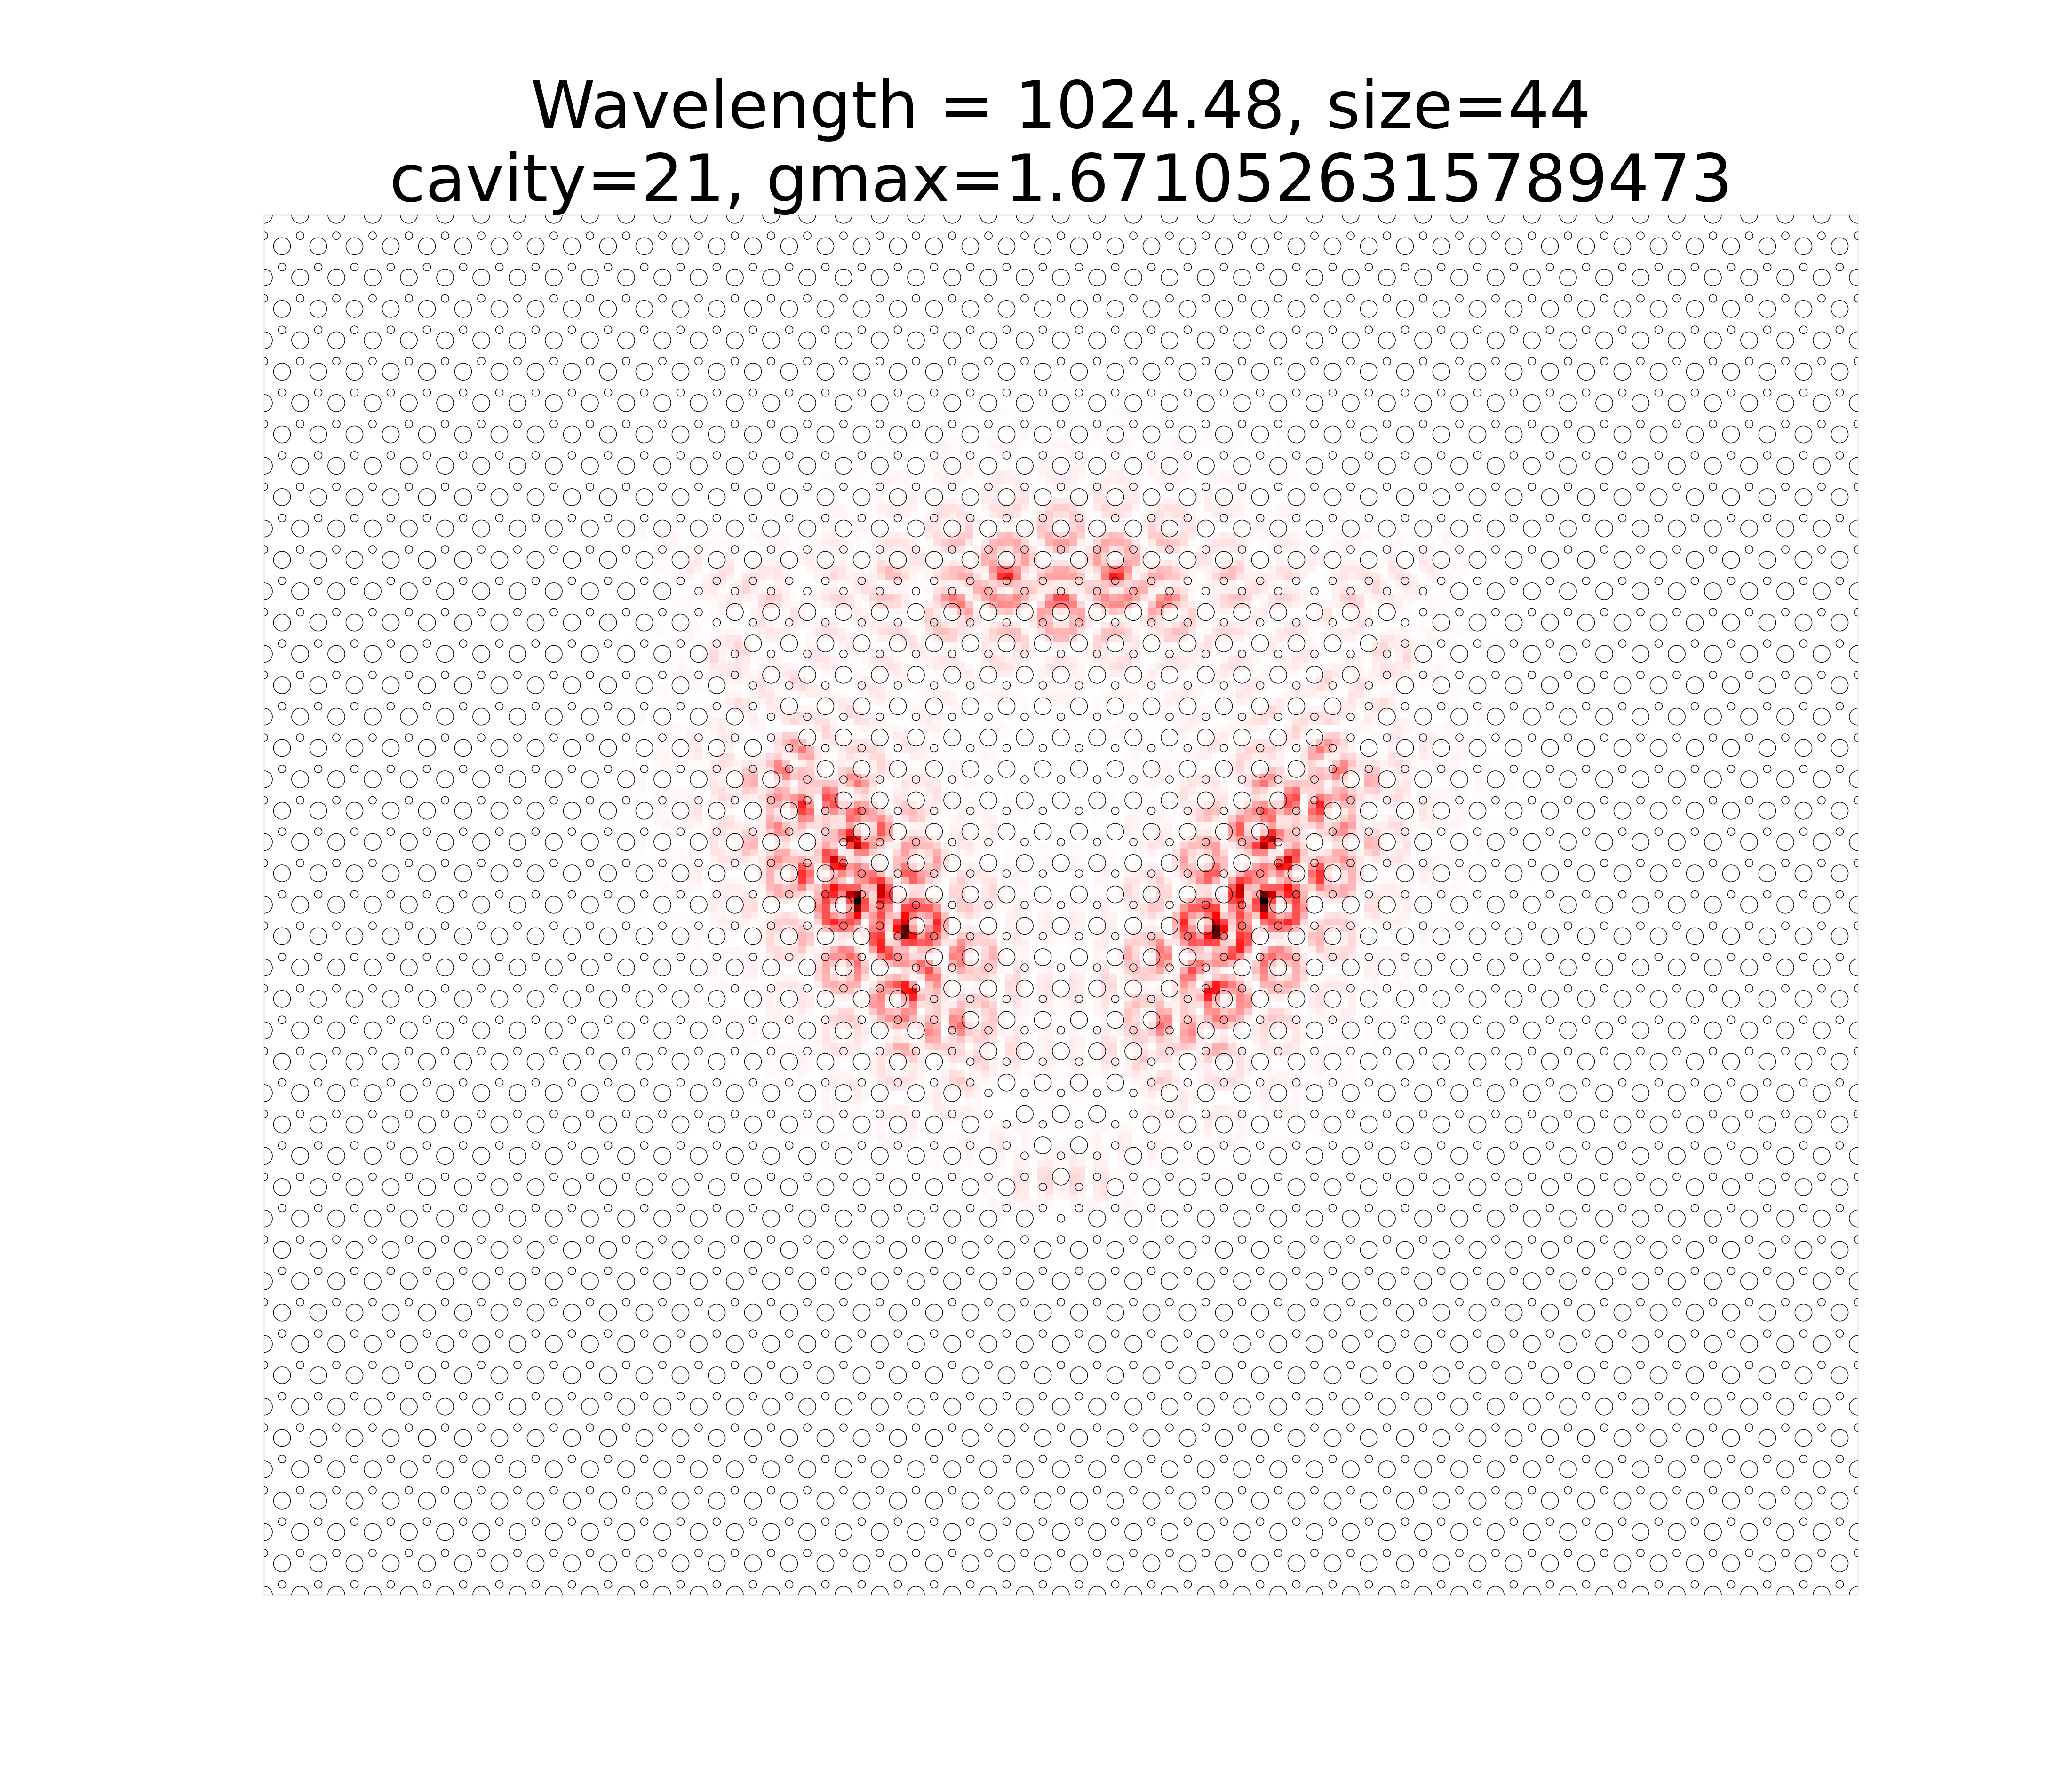 Wavelength = 1024.48, size=44
cavity=21, gmax=1.6710526315789473